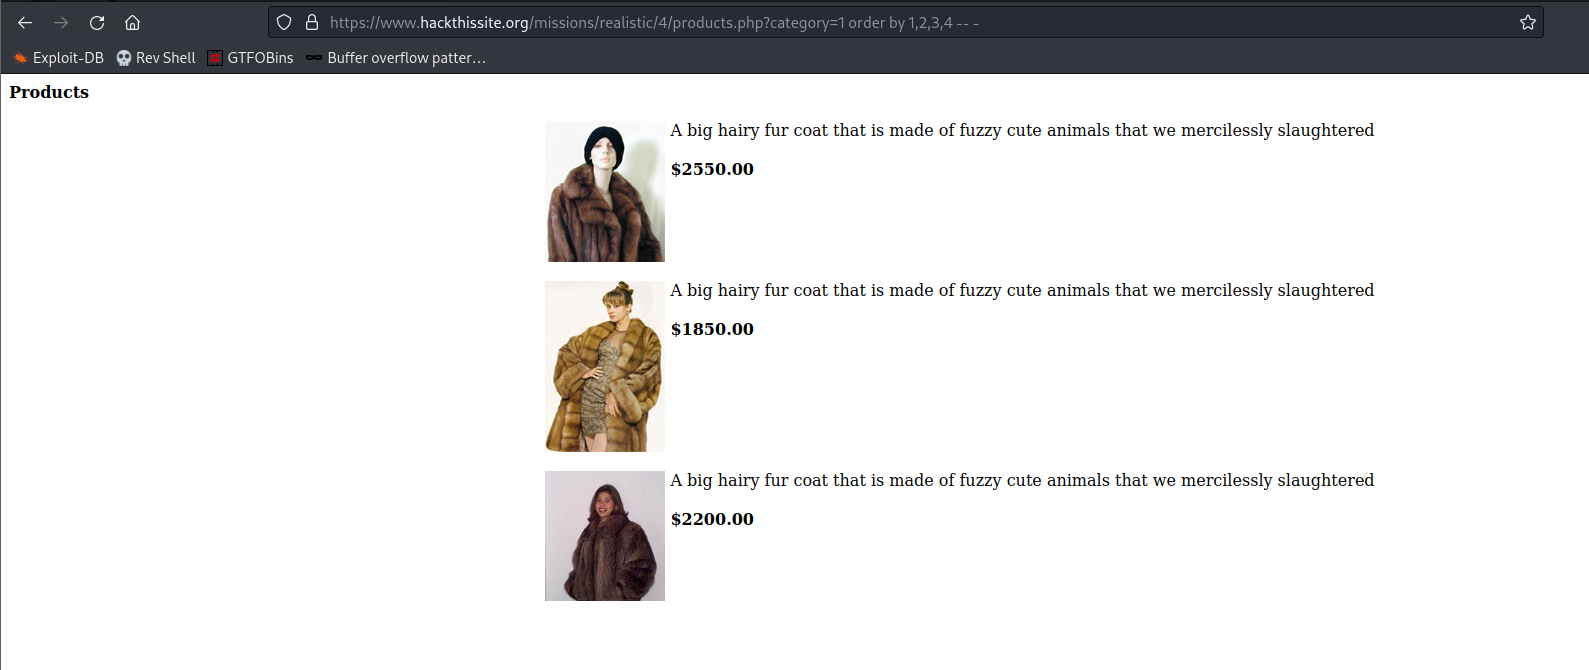 https://www.hackthissite.org/missions/realistic/4/products.php?category=1 order by 1,2,3,4 -- -
Exploit-DB Rev Shell GTFOBins Buffer overflow patter…
Products
A big hairy fur coat that is made of fuzzy cute animals that we mercilessly slaughtered
$2550.00
A big hairy fur coat that is made of fuzzy cute animals that we mercilessly slaughtered
$1850.00
A big hairy fur coat that is made of fuzzy cute animals that we mercilessly slaughtered
$2200.00